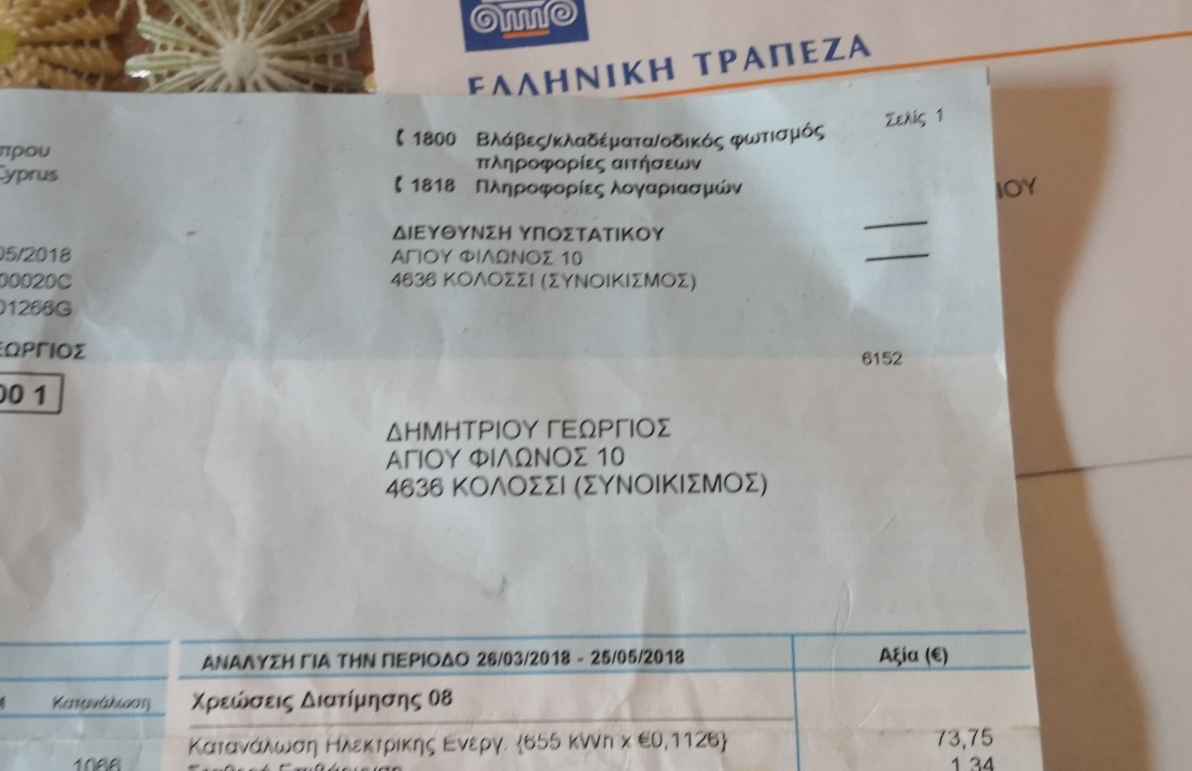 ΕΛΛΗΝΙΚΗ ΤΡΑΠΕΖΑ
Σελίς 1
1800 Βλάβες/κλαδέματα/οδικός φωτισμός
πληροφορίες αιτήσεων
1818 Πληροφορίες λογαριασμών
πρου
Cyprus
ΙΟΥ
ΔΙΕΥΘΥΝΣΗ ΥΠΟΣΤΑΤΙΚΟΥ
ΑΓΙΟΥ ΦΙΛΩΝΟΣ 10
4636 ΚΟΛΟΣΣΙ (ΣΥΝΟΙΚΙΣΜΟΣ)
05/2018
00020C
01266G
ΕΩΡΓΙΟΣ
00 1
6152
ΔΗΜΗΤΡΙΟΥ ΓΕΩΡΓΙΟΣ
ΑΓΙΟΥ ΦΙΛΩΝΟΣ 10
4636 ΚΟΛΟΣΣΙ (ΣΥΝΟΙΚΙΣΜΟΣ)
ΑΝΑΛΥΣΗ ΓΙΑ ΤΗΝ ΠΕΡΙΟΔΟ 26/03/2018 - 25/05/2018 Αξία (€)
Κατανάλωση
Χρεώσεις Διατίμησης 08
Κατανάλωση Ηλεκτρικής Ενεργ. {655 kWh x €0,1126} 73,75
1066
1,34